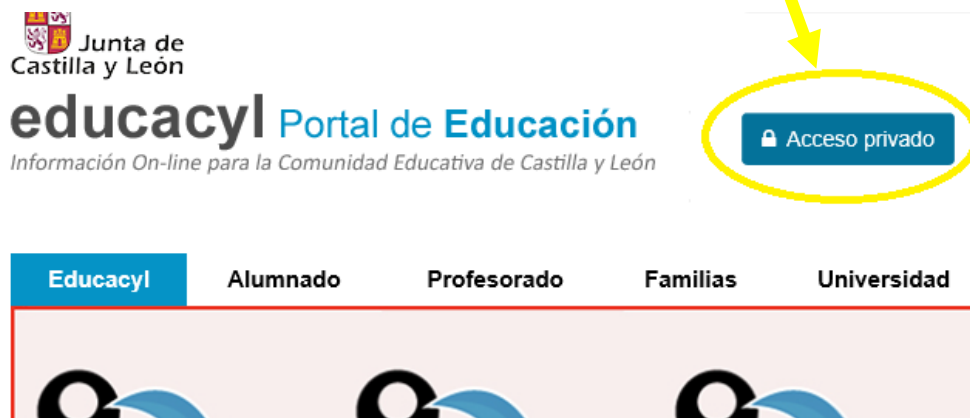 Junta de
Castilla y León
educacyl Portal de Educación
Información On-line para la Comunidad Educativa de Castilla y León
Acceso privado
Educacyl Alumnado Profesorado Familias Universidad